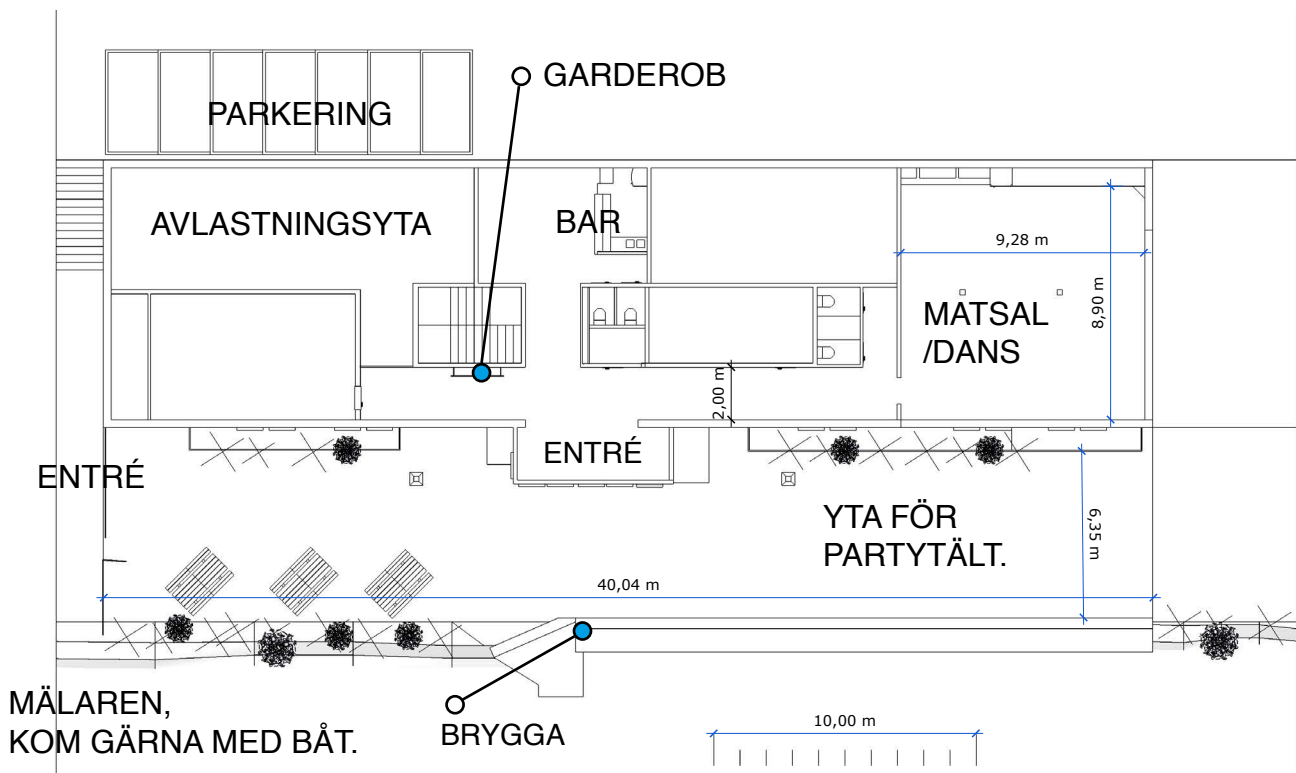 GARDEROB
PARKERING
AVLASTNINGSYTA
BAR
9,28 m
8,90 m
MATSAL
/DANS
2,00 m
ENTRÉ
ENTRÉ
YTA FÖR
PARTYTÄLT.
6,35 m
40,04 m
MÄLAREN,
KOM GÄRNA MED BÅT.
BRYGGA
10,00 m